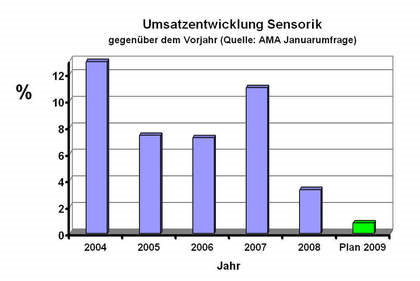 Umsatzentwicklung Sensorik
gegenüber dem Vorjahr (Quelle: AMA Januarumfrage)
%
12
10
8
6
4
2
0
2004 2005 2006 2007 2008 Plan 2009
Jahr